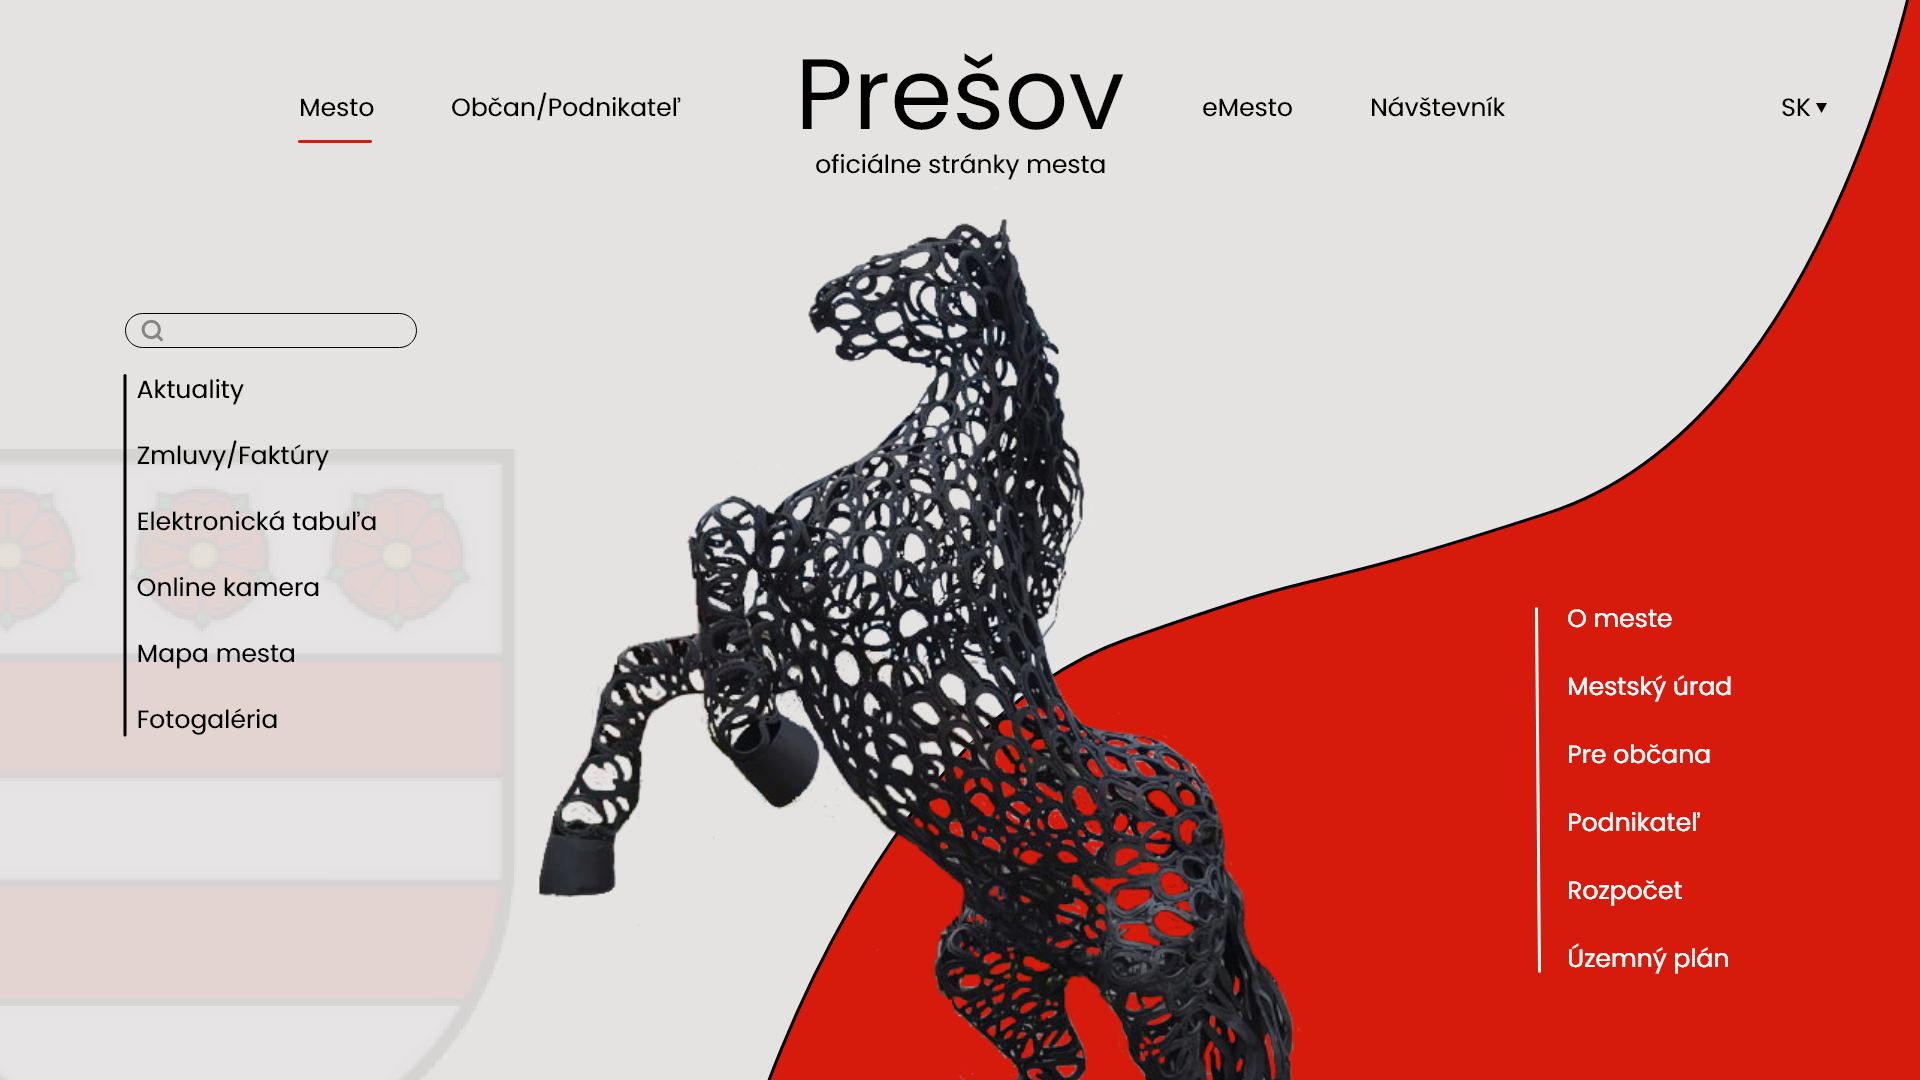 Mesto
Občan/Podnikateľ
Prešov
oficiálne stránky mesta
eMesto
Návštevník
SK
Aktuality
Zmluvy/Faktúry
Elektronická tabuľa
Online kamera
Mapa mesta
Fotogaléria
O meste
Mestský úrad
Pre občana
Podnikateľ
Rozpočet
Územný plán